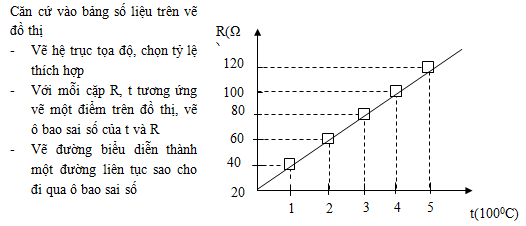 Căn cứ vào bảng số liệu trên vẽ
đồ thị
- Vẽ hệ trục tọa độ, chọn tỷ lệ
thích hợp
- Với mỗi cặp R, t tương ứng
vẽ một điểm trên đồ thị, vẽ
ô bao sai số của t và R
- Vẽ đường biểu diễn thành
một đường liên tục sao cho
đi qua ô bao sai số
R(Ω
120
100
80
60
40
20
1 2 3 4 5
t(100⁰C)